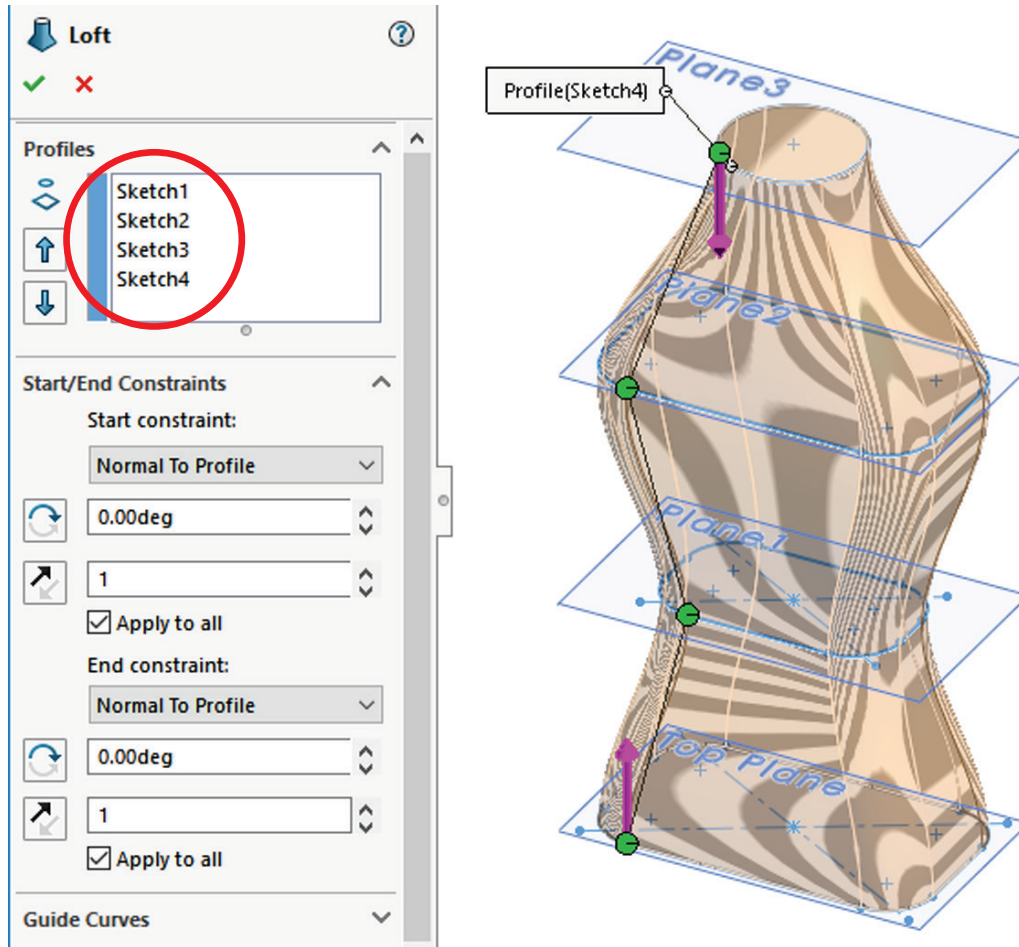 Loft
?
Profiles
Sketch1
Sketch2
Sketch3
Sketch4
Start/End Constraints
Start constraint:
Normal To Profile
0.00deg
1
Apply to all
End constraint:
Normal To Profile
0.00deg
1
Apply to all
Guide Curves
Profile(Sketch4)
Plane3
Plane2
Plane1
Top Plane